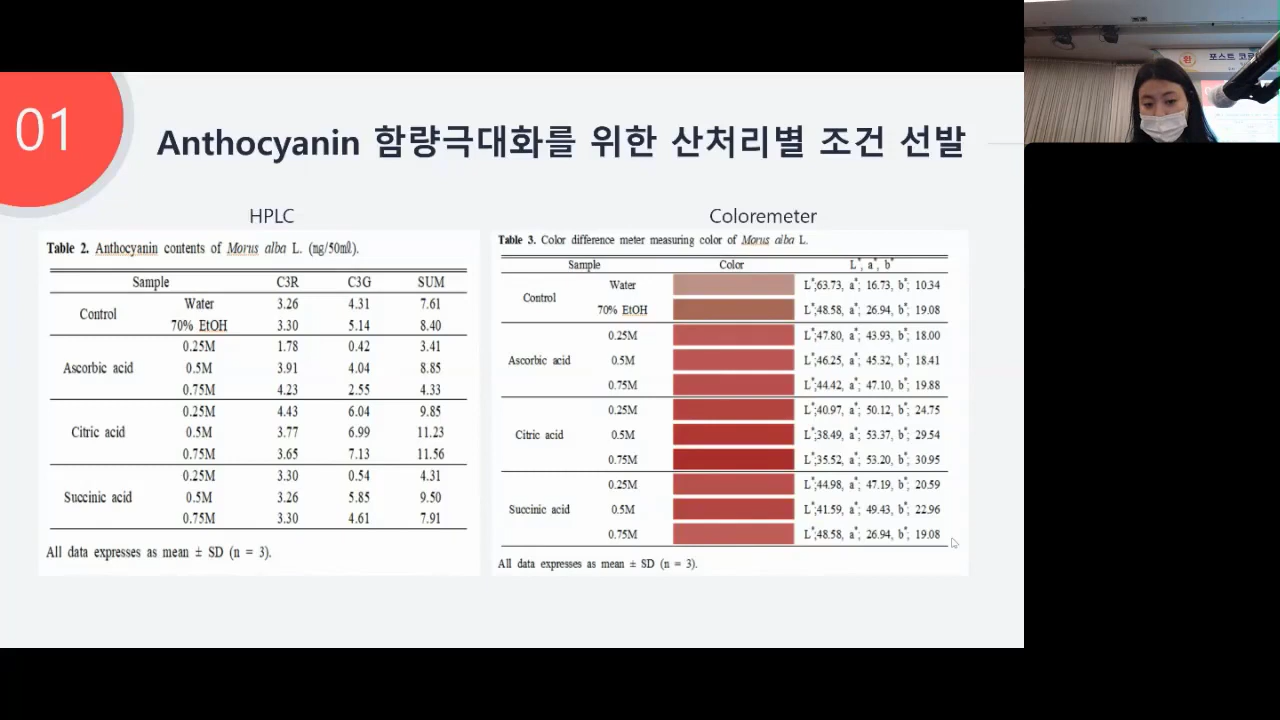 01
Anthocyanin 함량극대화를 위한 산처리별 조건 선발
HPLC
Table 2. Anthocyanin contents of Morus alba L. (ng/50㎖).
Sample C3R C3G SUM
Control Water 3.26 4.31 7.61
70% EtOH 3.30 5.14 8.40
Ascorbic acid 0.25M 1.78 0.42 3.41
0.5M 3.91 4.04 8.85
0.75M 4.23 2.55 4.33
Citric acid 0.25M 4.43 6.04 9.85
0.5M 3.77 6.99 11.23
0.75M 3.65 7.13 11.56
Succinic acid 0.25M 3.30 0.54 4.31
0.5M 3.26 5.85 9.50
0.75M 3.30 4.61 7.91
All data expresses as mean ± SD (n = 3).
Coloremeter
Table 3. Color difference meter measuring color of Morus alba L.
Sample Color L*, a*, b*
Control Water L*;63.73, a*; 16.73, b*; 10.34
70% EtOH L*;48.58, a*; 26.94, b*; 19.08
Ascorbic acid 0.25M L*;47.80, a*; 43.93, b*; 18.00
0.5M L*;46.25, a*; 45.32, b*; 18.41
0.75M L*;44.42, a*; 47.10, b*; 19.88
Citric acid 0.25M L*;40.97, a*; 50.12, b*; 24.75
0.5M L*;38.49, a*; 53.37, b*; 29.54
0.75M L*;35.52, a*; 53.20, b*; 30.95
Succinic acid 0.25M L*;44.98, a*; 47.19, b*; 20.59
0.5M L*;41.59, a*; 49.43, b*; 22.96
0.75M L*;48.58, a*; 26.94, b*; 19.08
All data expresses as mean ± SD (n = 3).
포스트